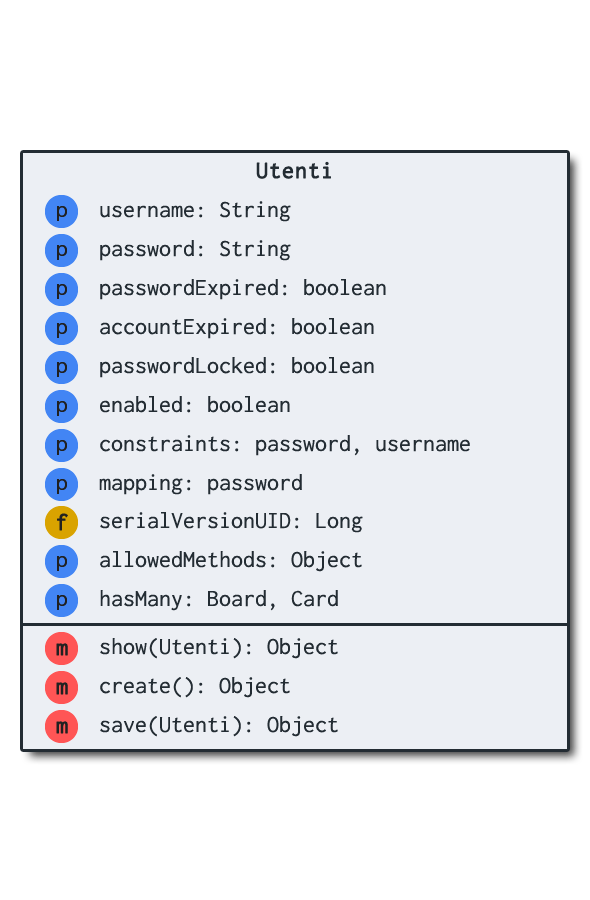 Utenti
p username: String
p password: String
p passwordExpired: boolean
p accountExpired: boolean
p passwordLocked: boolean
p enabled: boolean
p constraints: password, username
p mapping: password
f serialVersionUID: Long
p allowedMethods: Object
p hasMany: Board, Card
m show(Utenti): Object
m create(): Object
m save(Utenti): Object